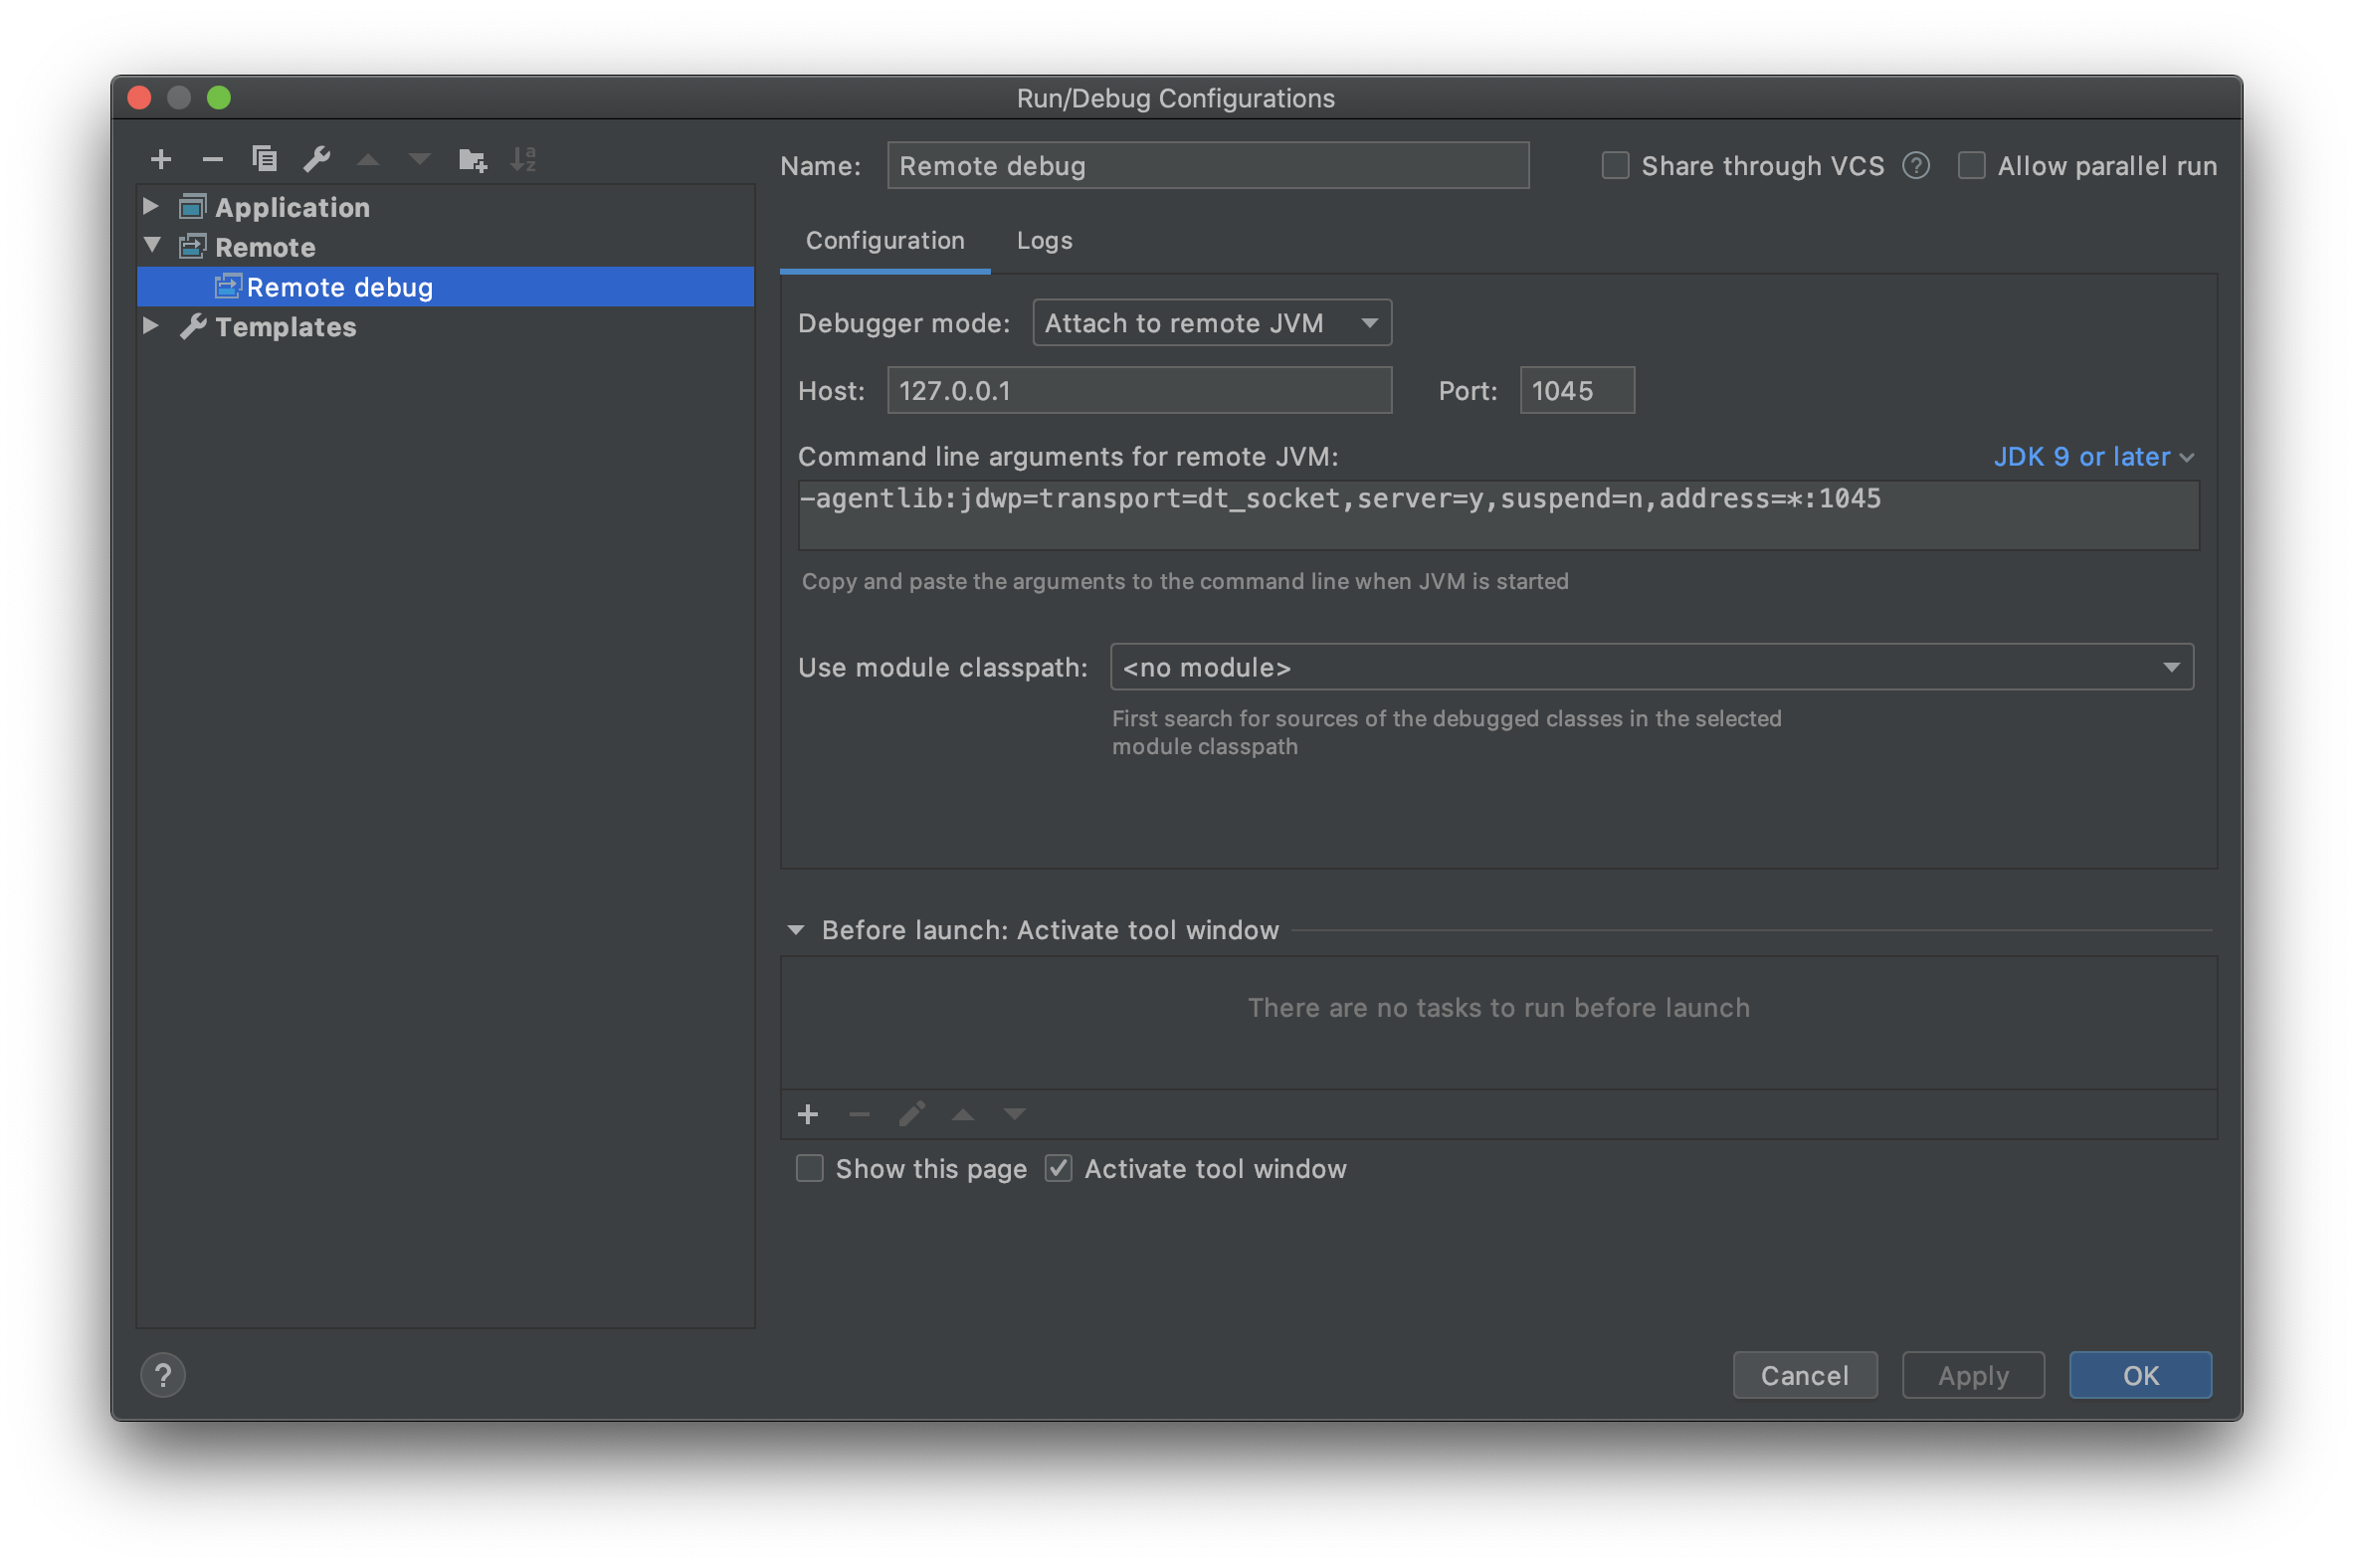 Run/Debug Configurations
Name: Remote debug Share through VCS ? Allow parallel run
Application
Remote
Remote debug
Templates
Configuration Logs
Debugger mode: Attach to remote JVM
Host: 127.0.0.1 Port: 1045
Command line arguments for remote JVM: JDK 9 or later
-agentlib:jdwp=transport=dt_socket,server=y,suspend=n,address=*:1045
Copy and paste the arguments to the command line when JVM is started
Use module classpath: <no module>
First search for sources of the debugged classes in the selected
module classpath
Before launch: Activate tool window
There are no tasks to run before launch
Show this page Activate tool window
? Cancel Apply OK